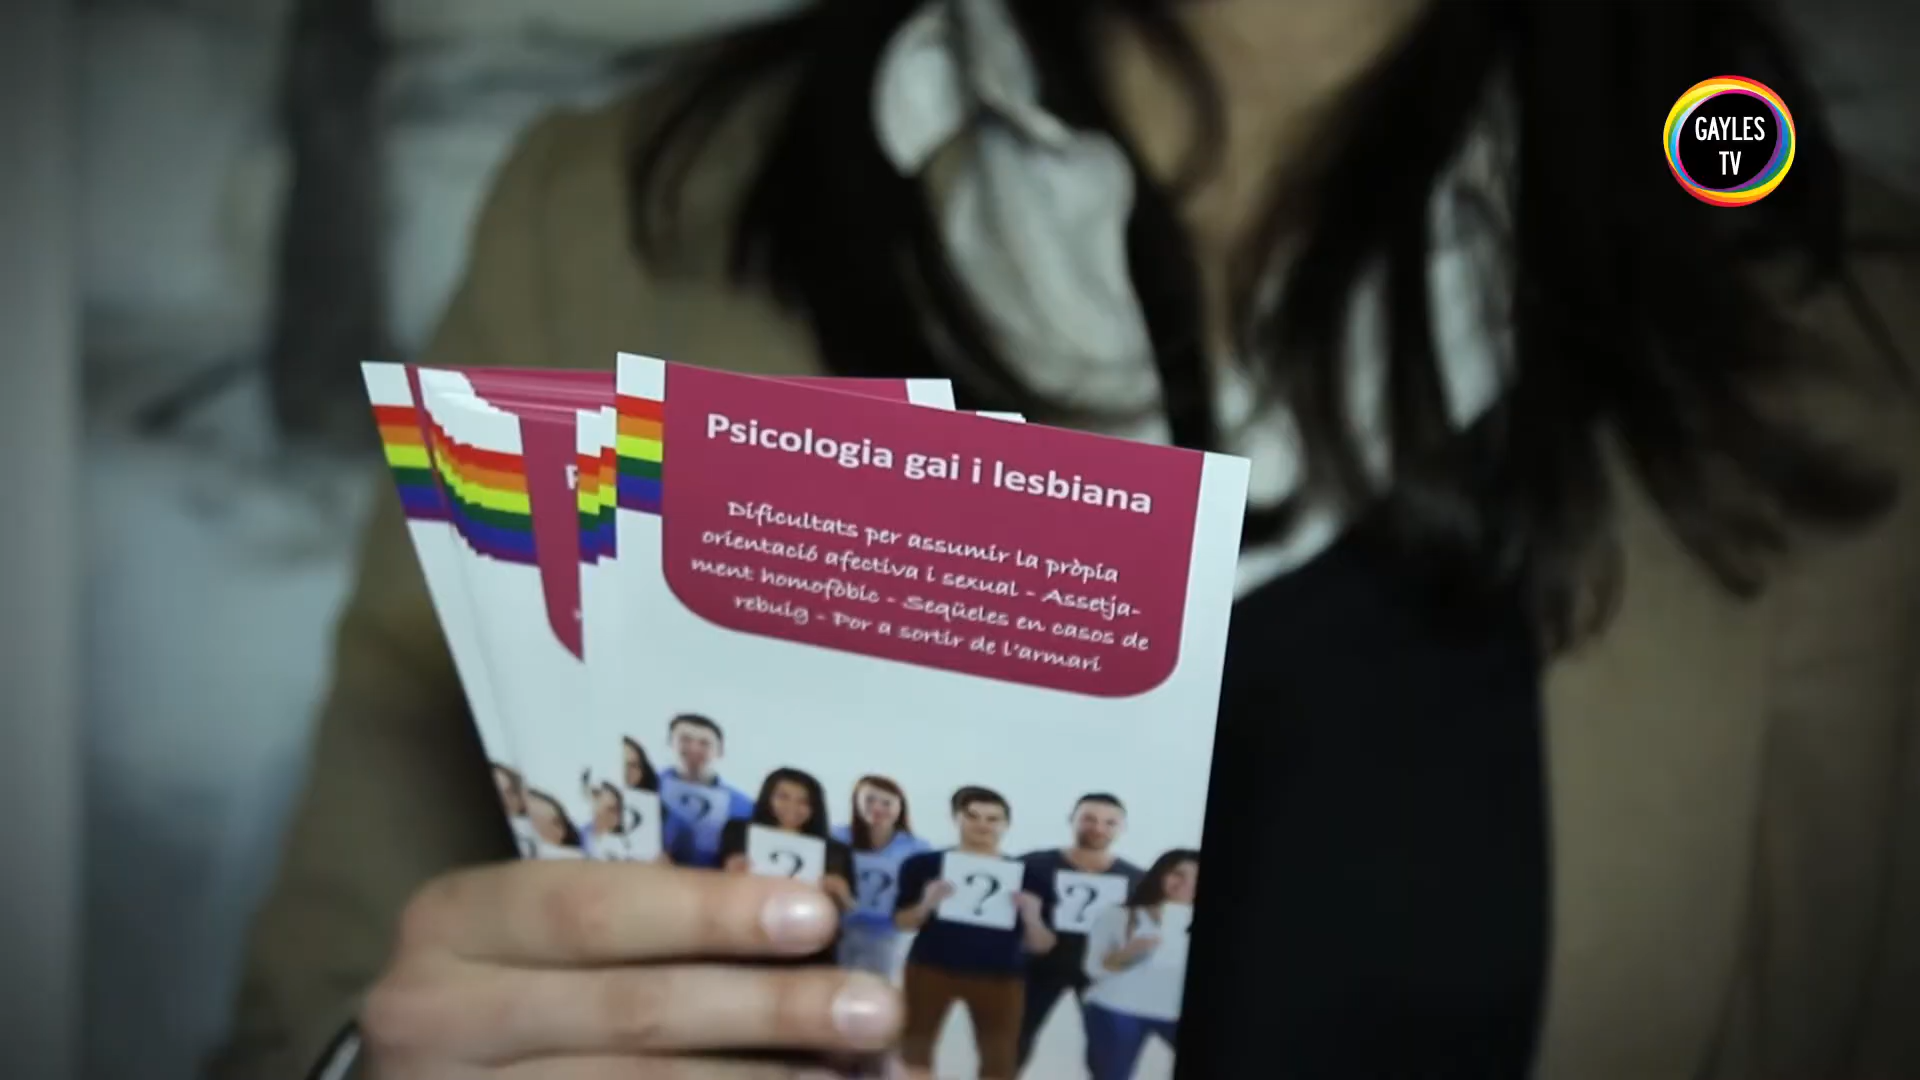 GAYLES
TV
Psicologia gai i lesbiana
Dificultats per assumir la pròpia
orientació afectiva i sexual - Assetja-
ment homofòbic - Seqüeles en casos de
rebuig - Por a sortir de l'armari
?
?
?
?
?
?